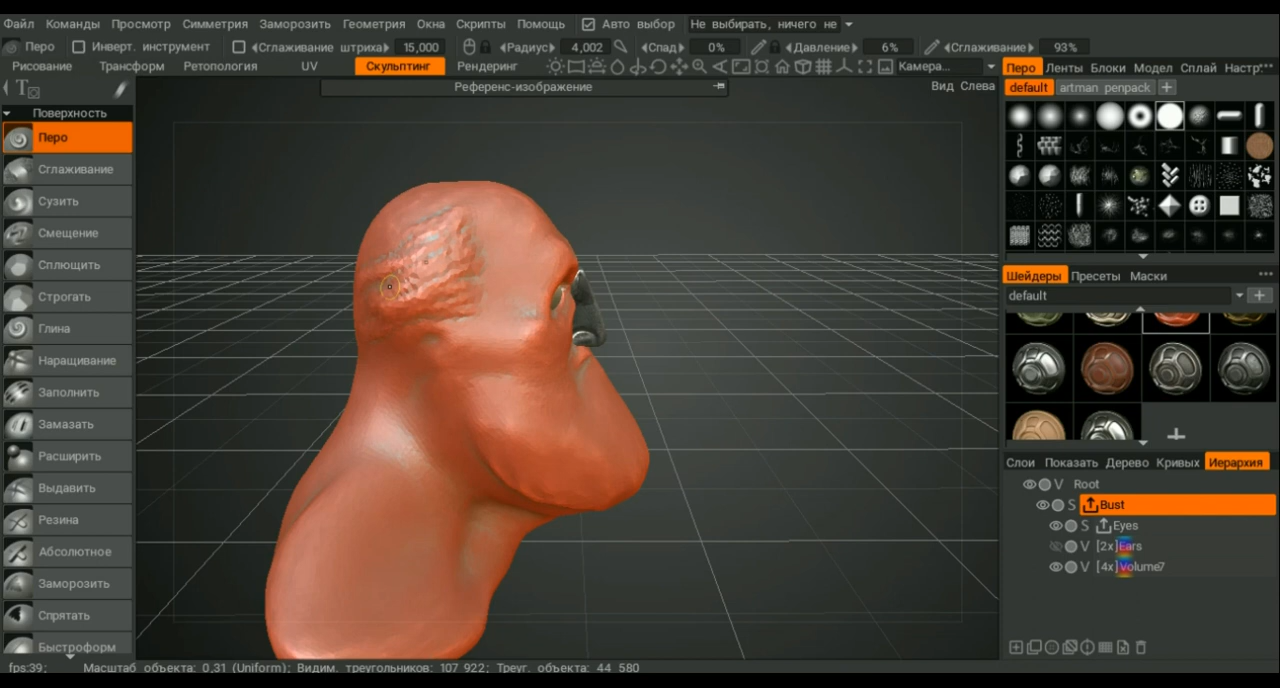 Файл Команды Просмотр Симметрия Заморозить Геометрия Окна Скрипты Помощь Авто выбор Не выбирать, ничего не
Перо Инверт. инструмент Сглаживание штриха 15,000 Радиус 4,002 Спад 0% Давление 6% Сглаживание 93%
Рисование Трансформ Ретопология UV Скульптинг Рендеринг Камера...
Перо Ленты Блоки Модел Сплай Настр
Референс-изображение
Вид Слева
default artman penpack
Поверхность
Перо
Сглаживание
Сузить
Смещение
Сплющить
Строгать
Глина
Наращивание
Заполнить
Замазать
Расширить
Выдавить
Резина
Абсолютное
Заморозить
Спрятать
Быстроформ
Шейдеры Пресеты Маски
default
Слои Показать Дерево Кривых Иерархия
V Root
S Bust
S Eyes
V [2x]Ears
V [4x]Volume7
fps:39; Масштаб объекта: 0,31 (Uniform); Видим. треугольников: 107 922; Треуг. объекта: 44 580